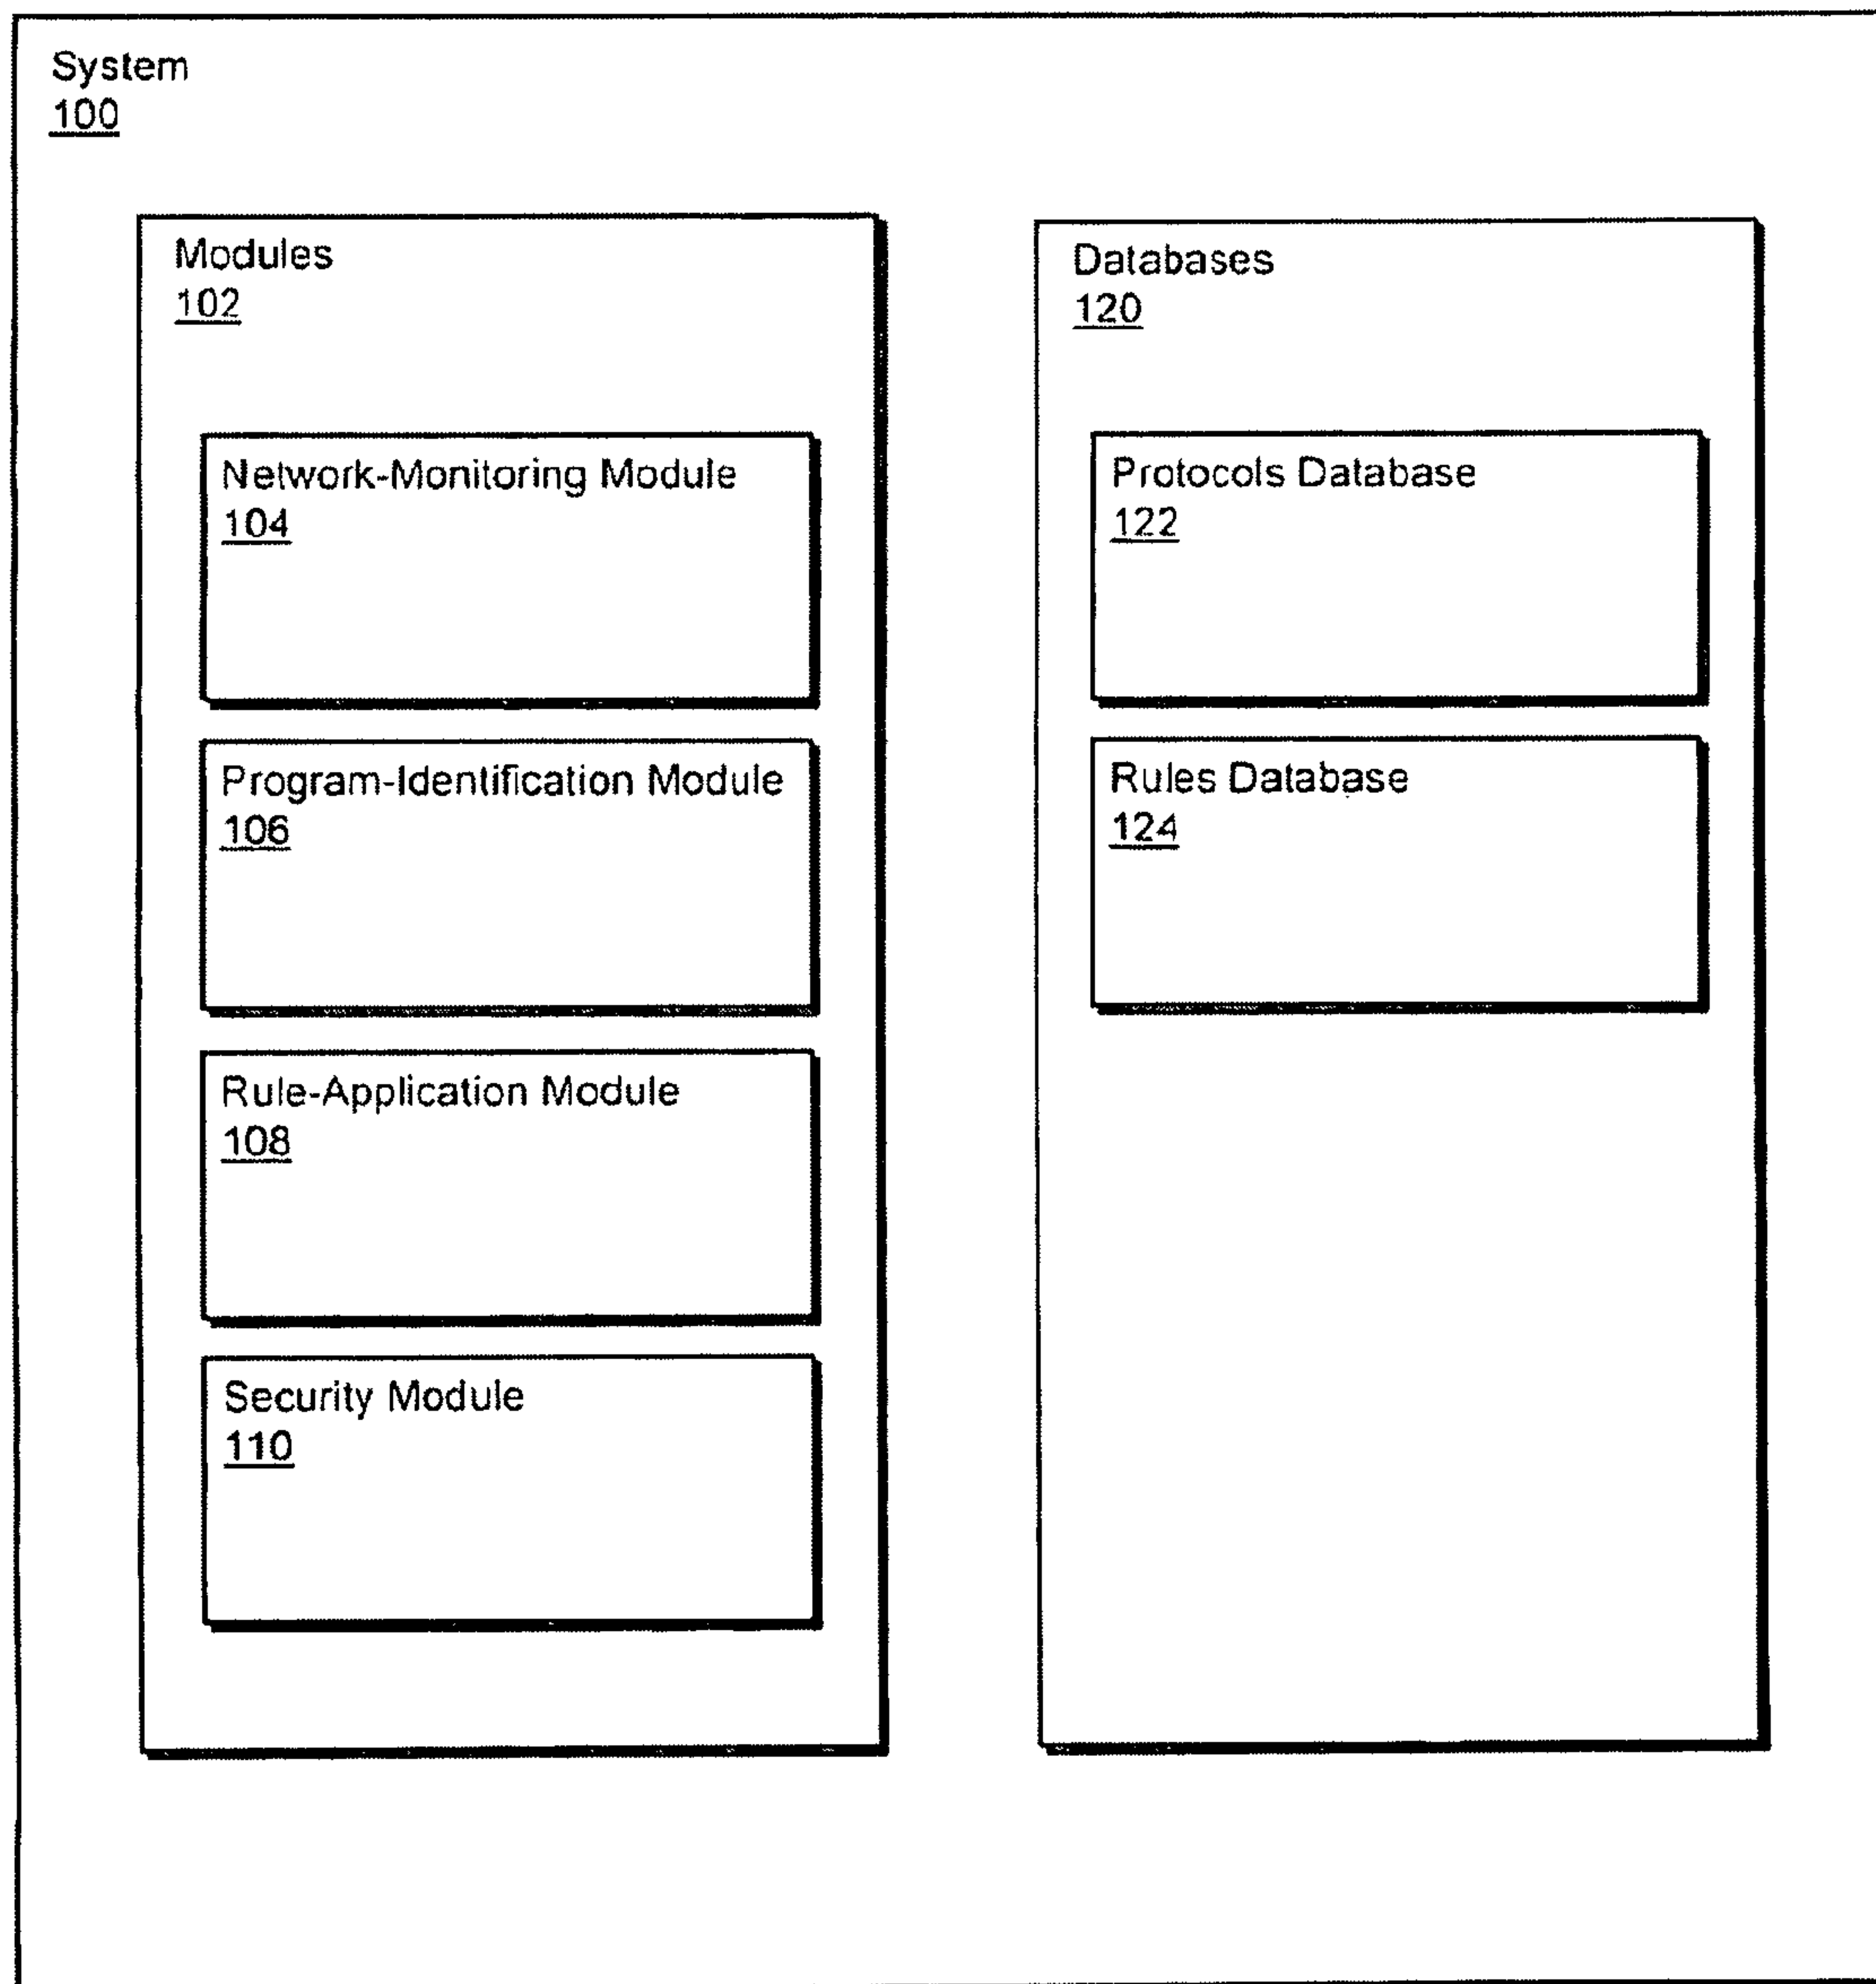 System
100
Modules
102
Network-Monitoring Module
104
Program-Identification Module
106
Rule-Application Module
108
Security Module
110
Databases
120
Protocols Database
122
Rules Database
124